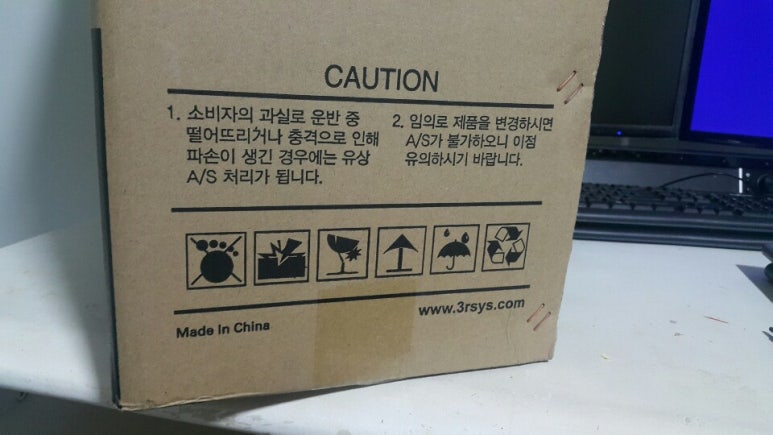 CAUTION
1. 소비자의 과실로 운반 중
떨어뜨리거나 충격으로 인해
파손이 생긴 경우에는 유상
A/S 처리가 됩니다.
2. 임의로 제품을 변경하시면
A/S가 불가하오니 이점
유의하시기 바랍니다.
Made in China
www.3rsys.com